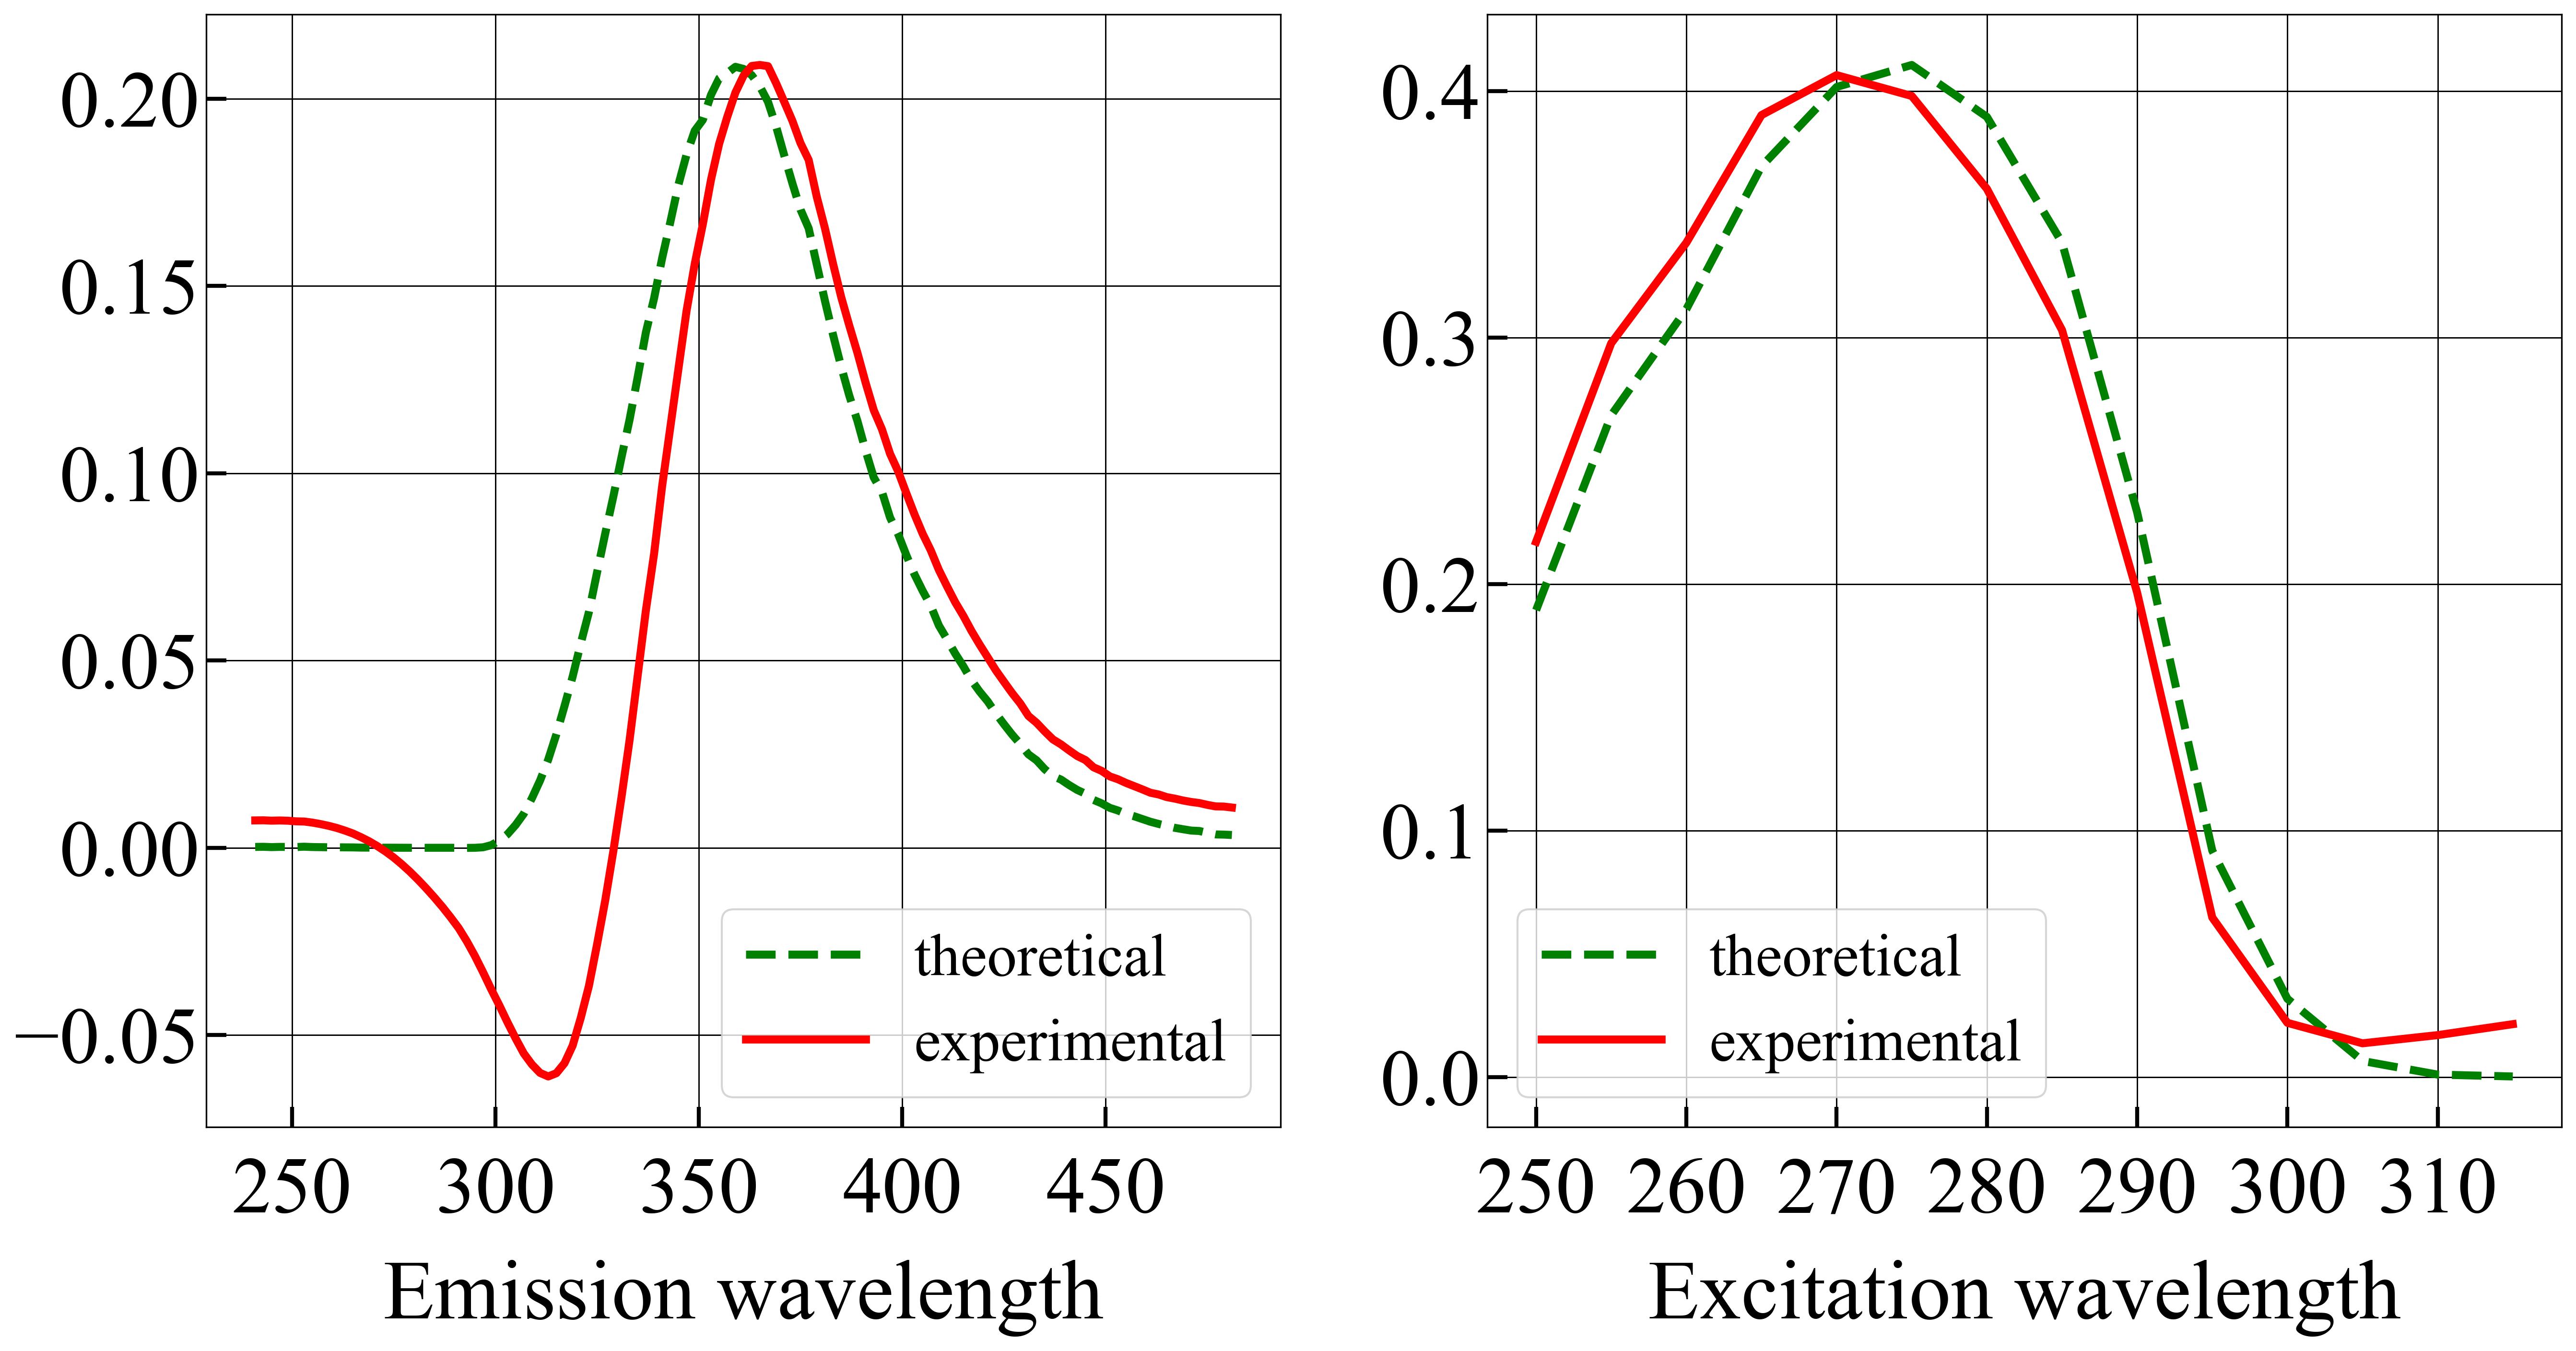 0.20
0.15
0.10
0.05
0.00
−0.05
250 300 350 400 450
Emission wavelength
theoretical
experimental
0.4
0.3
0.2
0.1
0.0
250 260 270 280 290 300 310
Excitation wavelength
theoretical
experimental